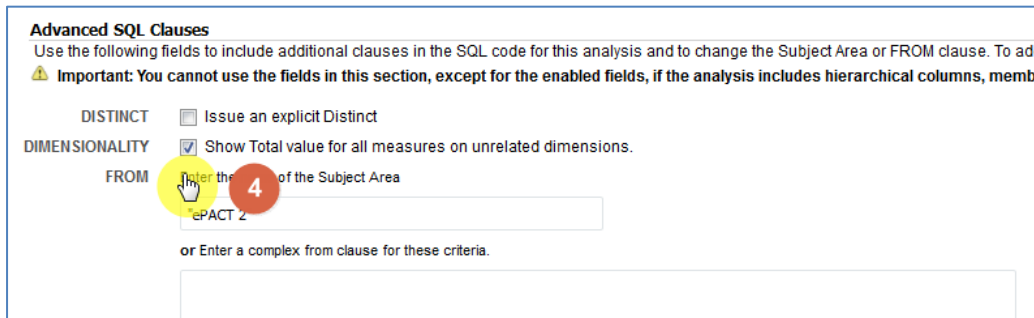 Advanced SQL Clauses
Use the following fields to include additional clauses in the SQL code for this analysis and to change the Subject Area or FROM clause. To ad
Important: You cannot use the fields in this section, except for the enabled fields, if the analysis includes hierarchical columns, memb
DISTINCT Issue an explicit Distinct
DIMENSIONALITY Show Total value for all measures on unrelated dimensions.
FROM Enter the of the Subject Area
4
"ePACT 2"
or Enter a complex from clause for these criteria.